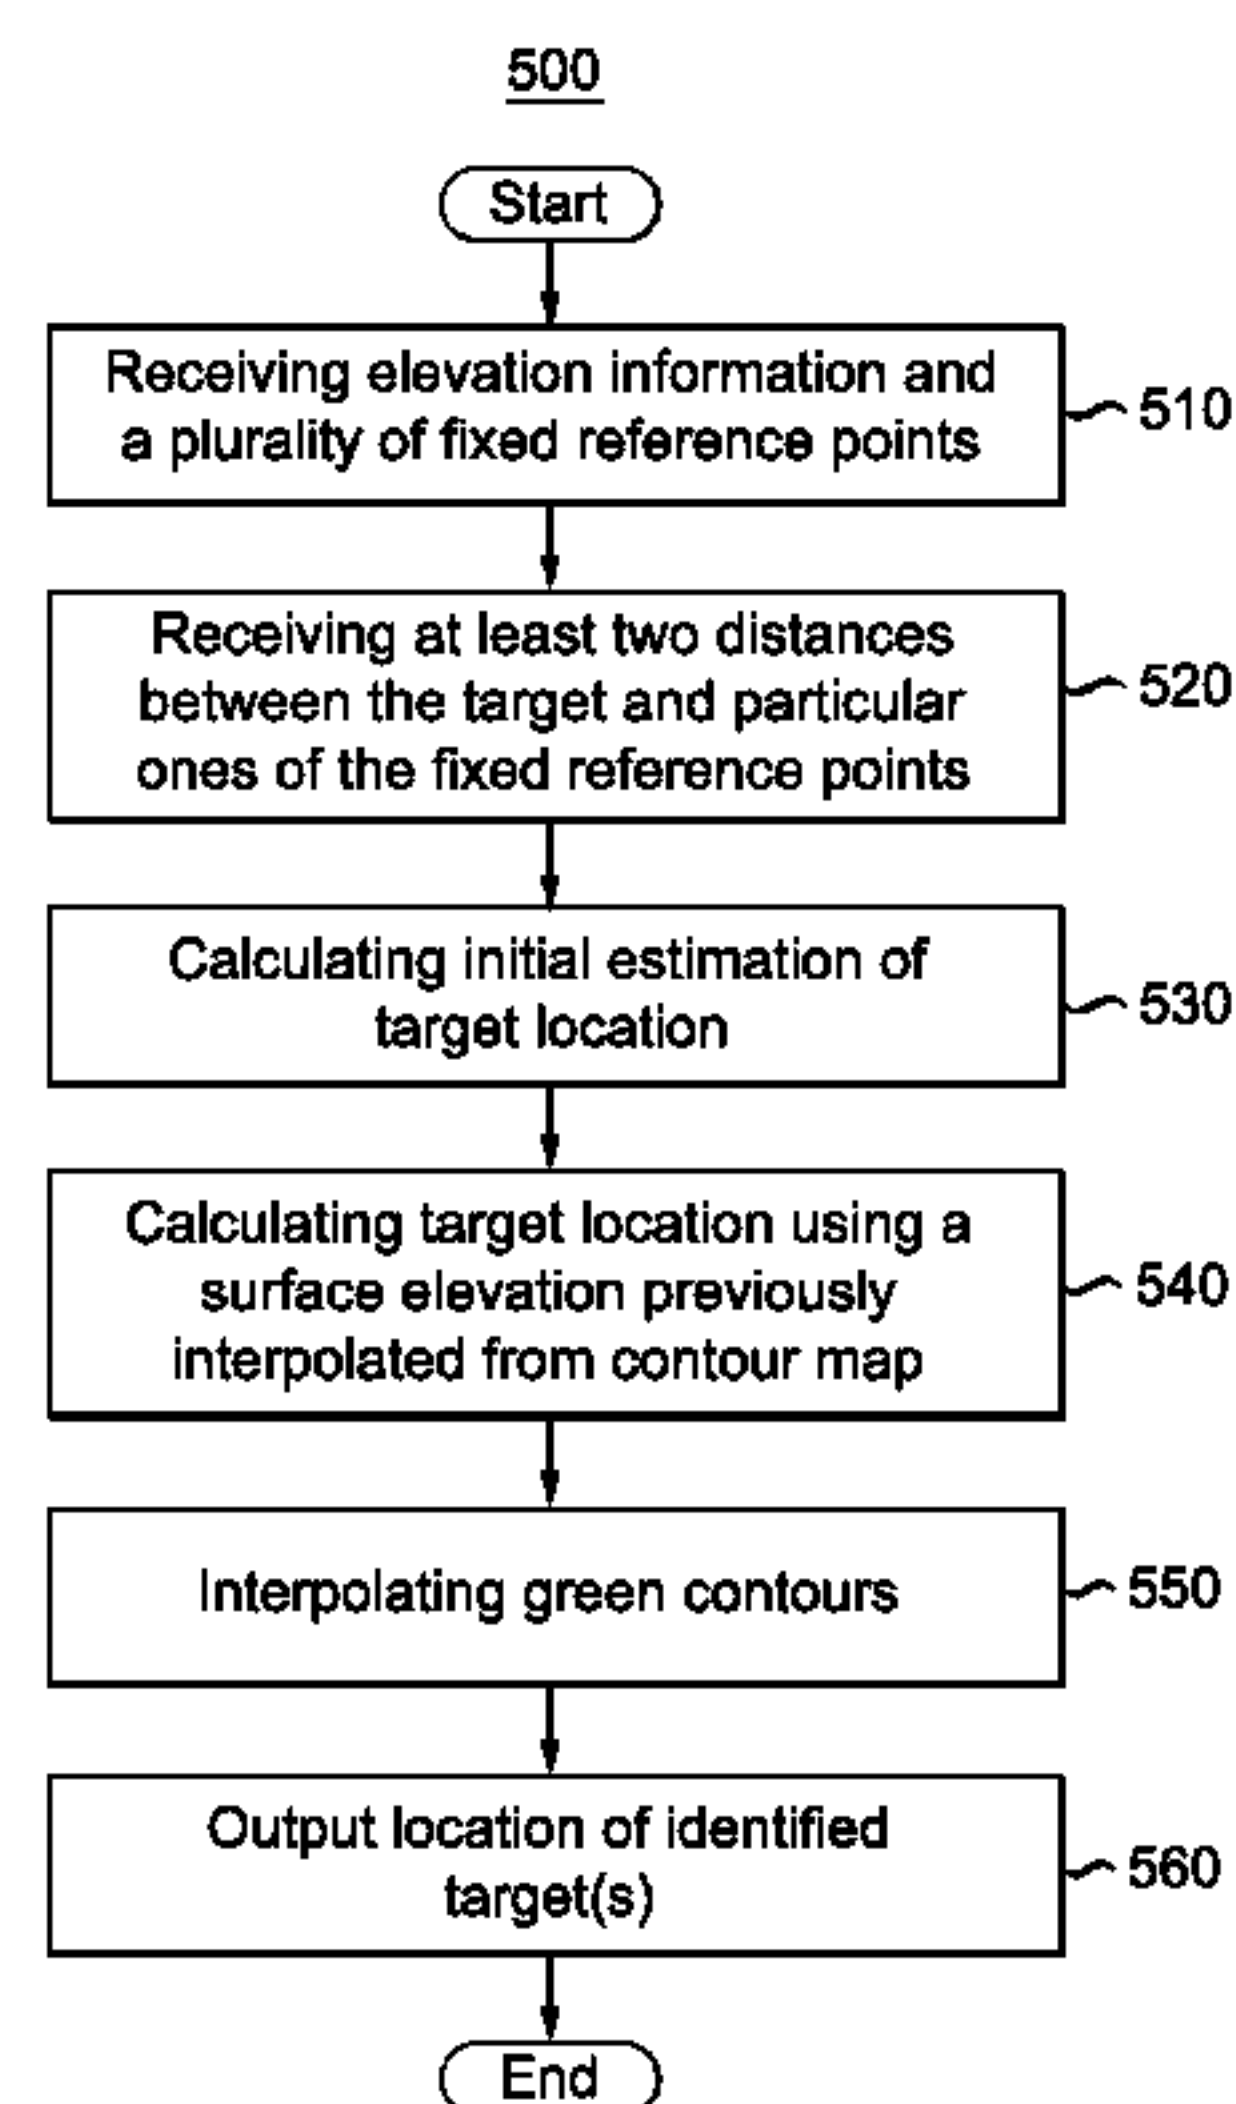 500
Start
Receiving elevation information and
a plurality of fixed reference points
510
Receiving at least two distances
between the target and particular
ones of the fixed reference points
520
Calculating initial estimation of
target location
530
Calculating target location using a
surface elevation previously
interpolated from contour map
540
Interpolating green contours
550
Output location of identified
target(s)
560
End